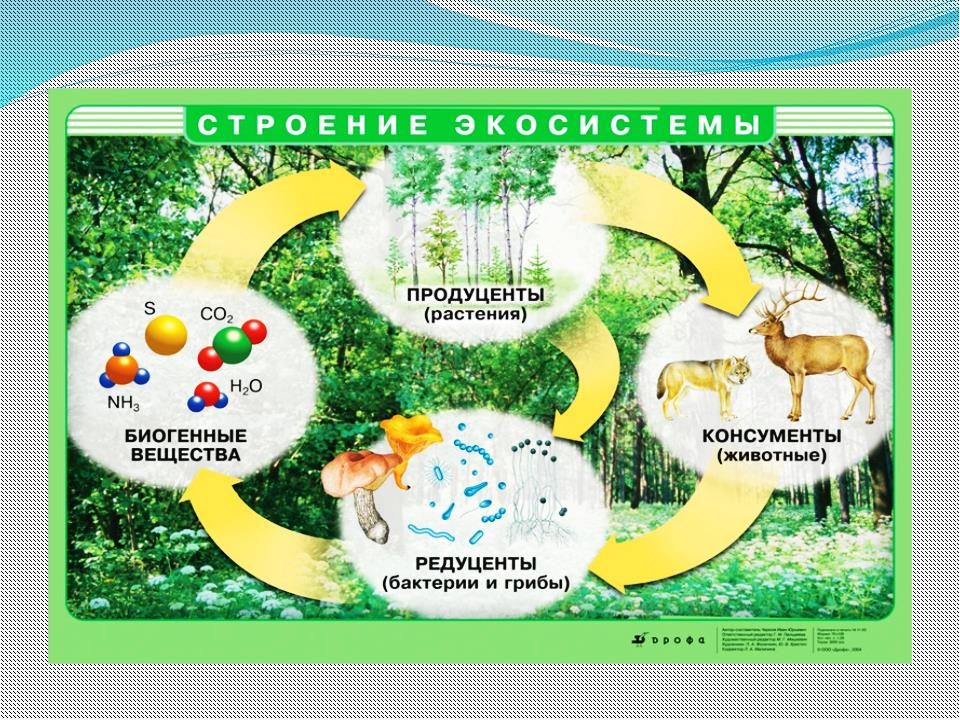 СТРОЕНИЕ ЭКОСИСТЕМЫ
ПРОДУЦЕНТЫ
(растения)
S
CO₂
NH₃
H₂O
БИОГЕННЫЕ
ВЕЩЕСТВА
КОНСУМЕНТЫ
(животные)
РЕДУЦЕНТЫ
(бактерии и грибы)
дрофа